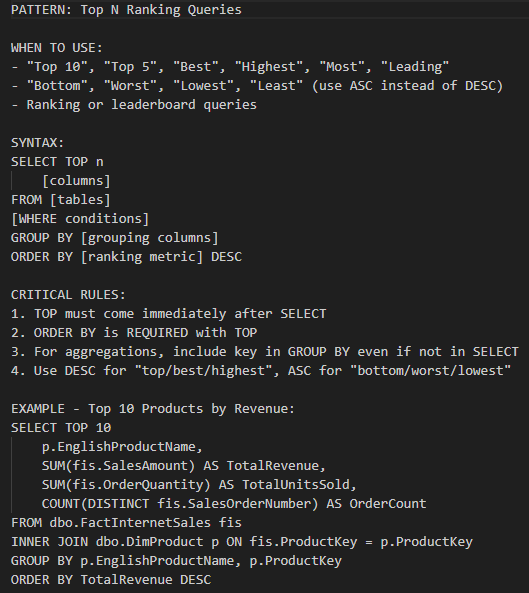 PATTERN: Top N Ranking Queries
WHEN TO USE:
- "Top 10", "Top 5", "Best", "Highest", "Most", "Leading"
- "Bottom", "Worst", "Lowest", "Least" (use ASC instead of DESC)
- Ranking or leaderboard queries
SYNTAX:
SELECT TOP n
    [columns]
FROM [tables]
[WHERE conditions]
GROUP BY [grouping columns]
ORDER BY [ranking metric] DESC
CRITICAL RULES:
1. TOP must come immediately after SELECT
2. ORDER BY is REQUIRED with TOP
3. For aggregations, include key in GROUP BY even if not in SELECT
4. Use DESC for "top/best/highest", ASC for "bottom/worst/lowest"
EXAMPLE - Top 10 Products by Revenue:
SELECT TOP 10
    p.EnglishProductName,
    SUM(fis.SalesAmount) AS TotalRevenue,
    SUM(fis.OrderQuantity) AS TotalUnitsSold,
    COUNT(DISTINCT fis.SalesOrderNumber) AS OrderCount
FROM dbo.FactInternetSales fis
INNER JOIN dbo.DimProduct p ON fis.ProductKey = p.ProductKey
GROUP BY p.EnglishProductName, p.ProductKey
ORDER BY TotalRevenue DESC